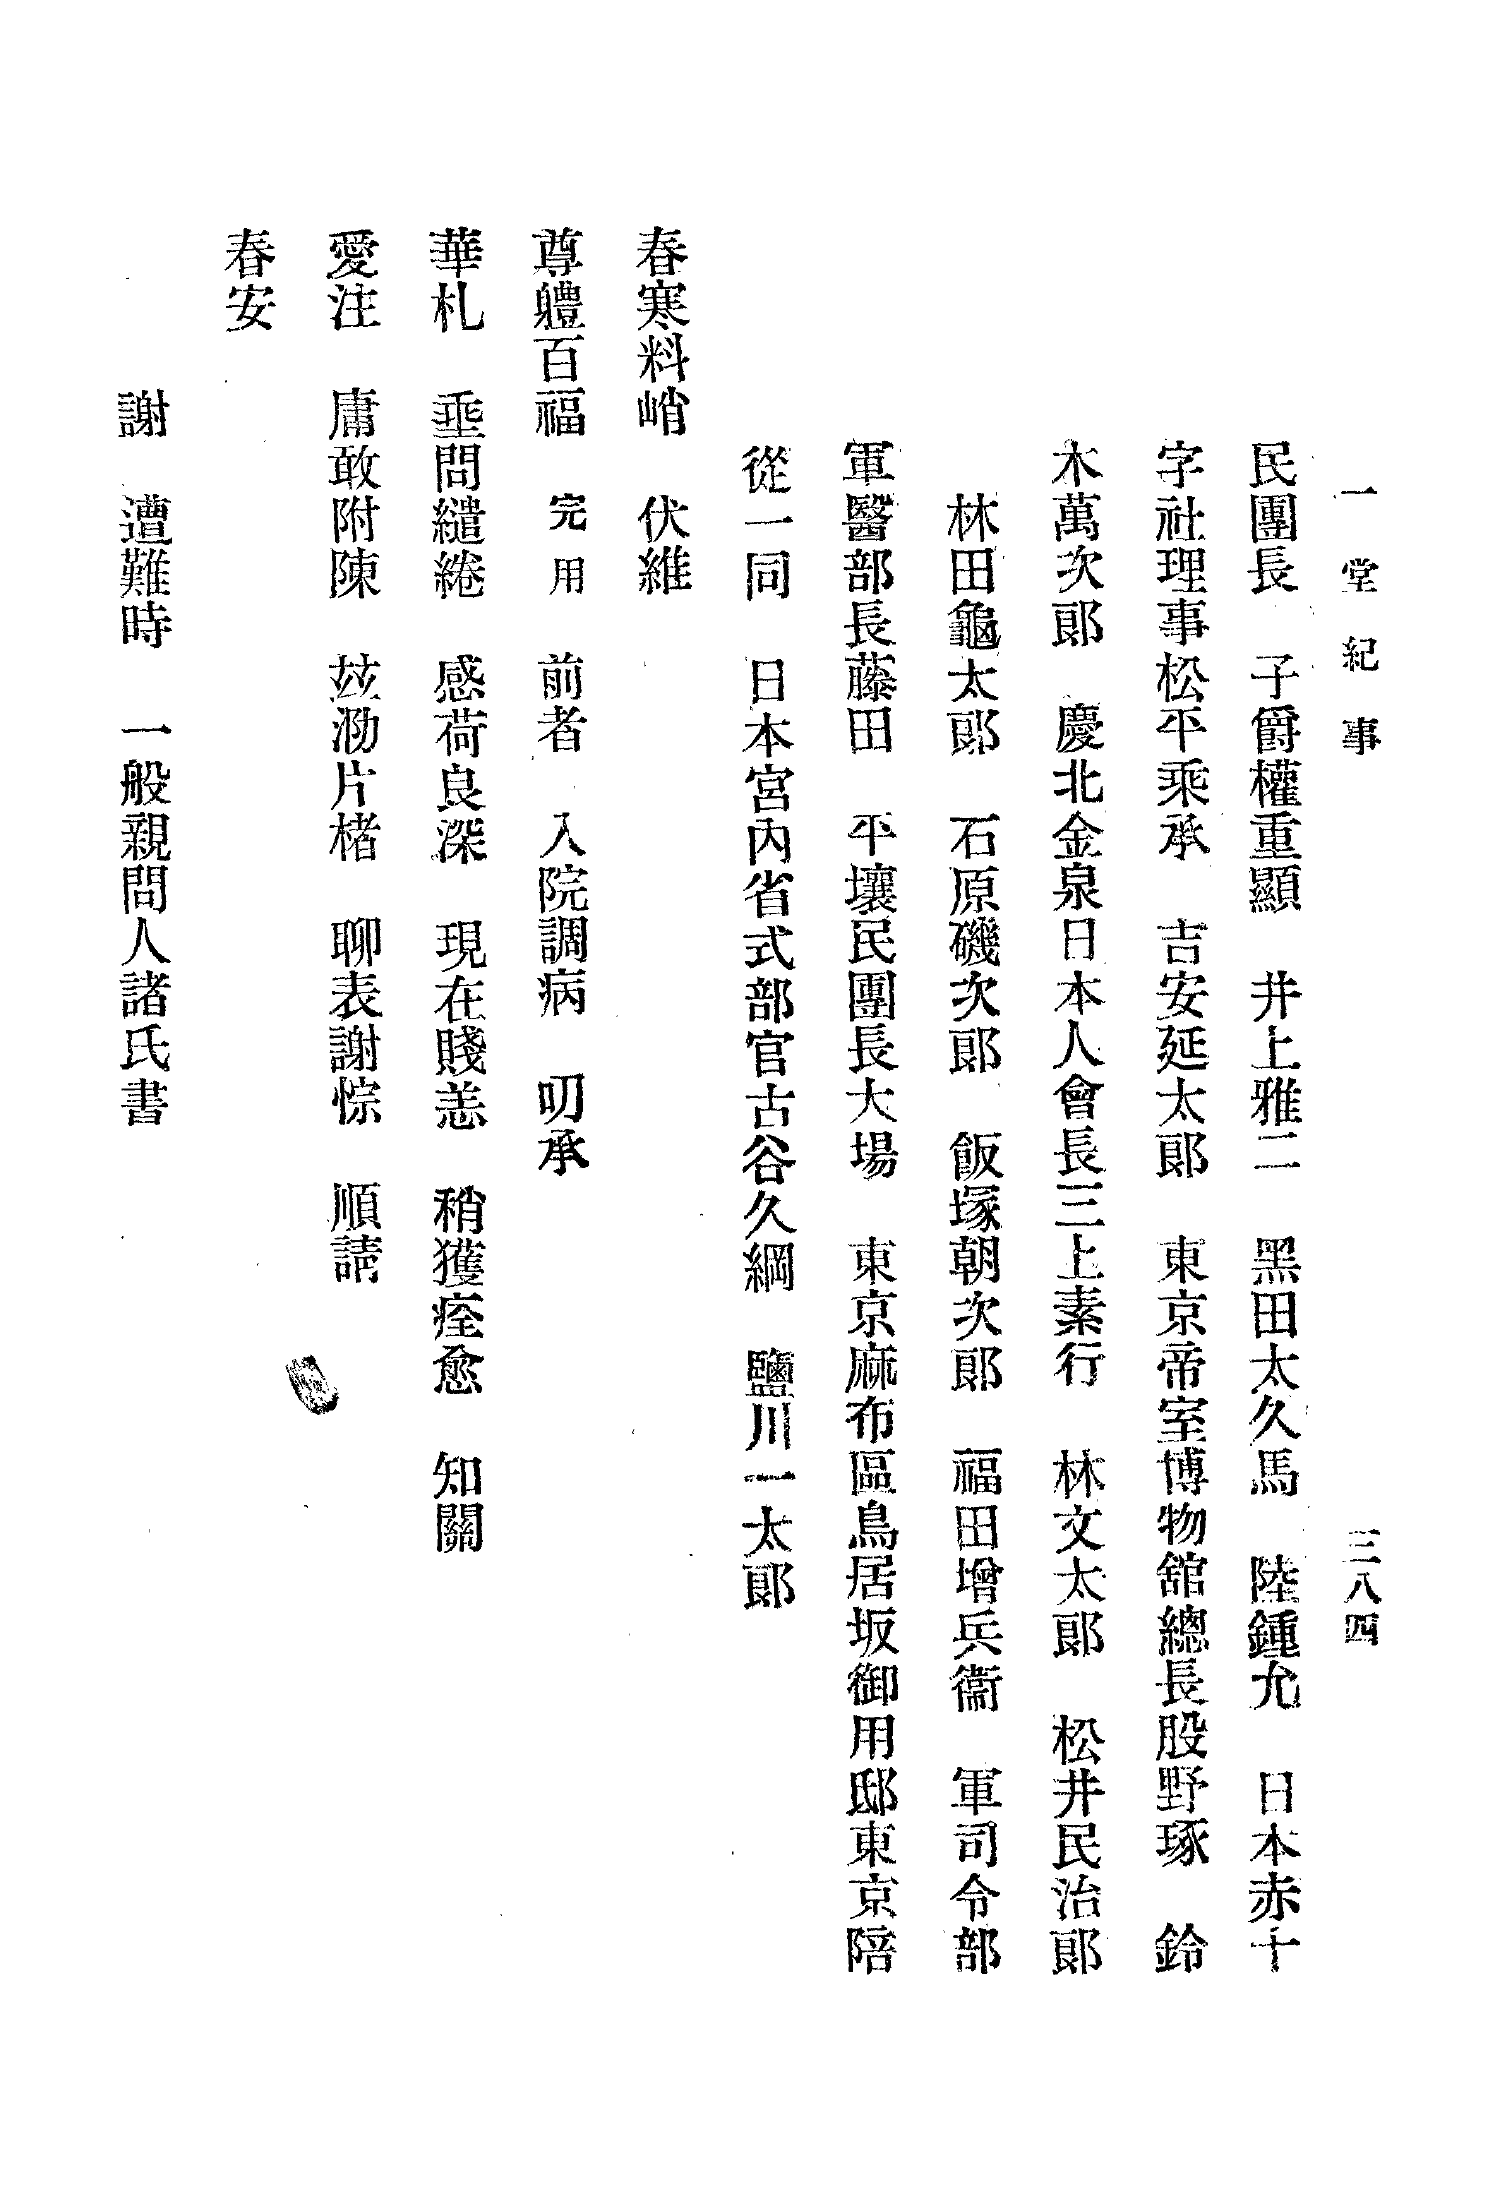 一堂紀事　三八四
民團長　子爵權重顯　井上雅二　黑田太久馬　陸鍾允　日本赤十
字社理事松平乘承　吉安延太郞　東京帝室博物舘總長股野琢　鈴
木萬次郞　慶北金泉日本人會長三上素行　林文太郞　松井民治郞
林田龜太郞　石原磯次郞　飯塚朝次郞　福田增兵衞　軍司令部
軍醫部長藤田　平壤民團長大場　東京麻布區鳥居坂御用邸東京陪
從一同　日本宮內省式部官古谷久綱　鹽川一太郞
春寒料峭　伏維
尊軆百福　完用　前者　入院調病　叨承
華札　垂問繾綣　感荷良深　現在賤恙　稍獲痊愈　知關
愛注　庸敢附陳　玆泐片楮　聊表謝悰　順請
春安
謝　遭難時　一般親問人諸氏書